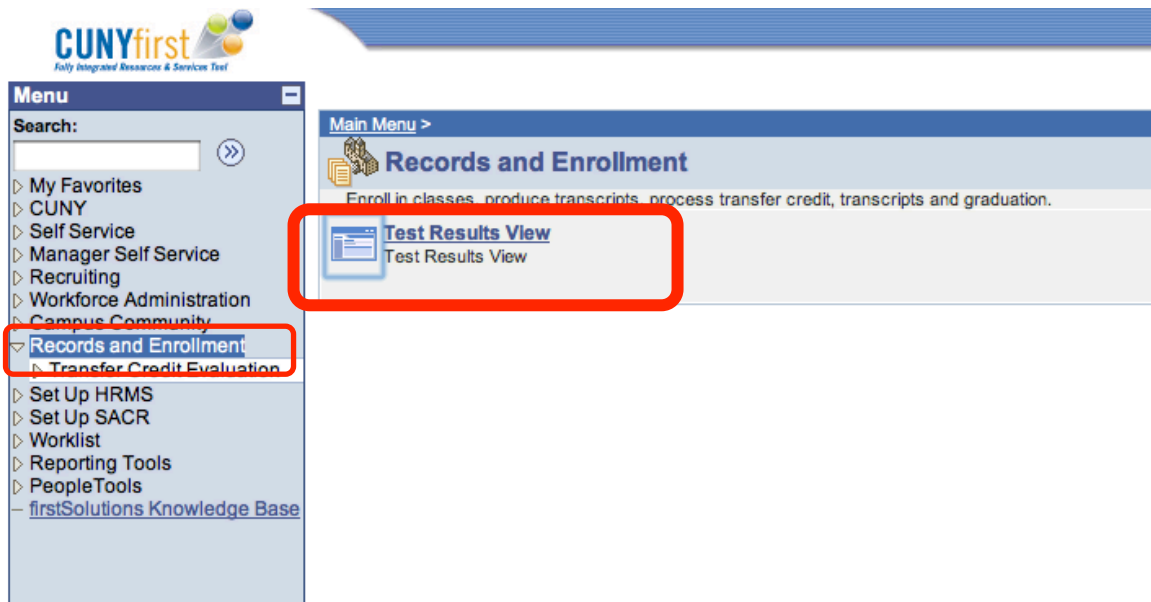 CUNYfirst
Fully Integrated Resources & Services Tool
Menu
Search:
My Favorites
CUNY
Self Service
Manager Self Service
Recruiting
Workforce Administration
Campus Community
Records and Enrollment
Transfer Credit Evaluation
Set Up HRMS
Set Up SACR
Worklist
Reporting Tools
PeopleTools
firstSolutions Knowledge Base
Main Menu >
Records and Enrollment
Enroll in classes, produce transcripts, process transfer credit, transcripts and graduation.
Test Results View
Test Results View